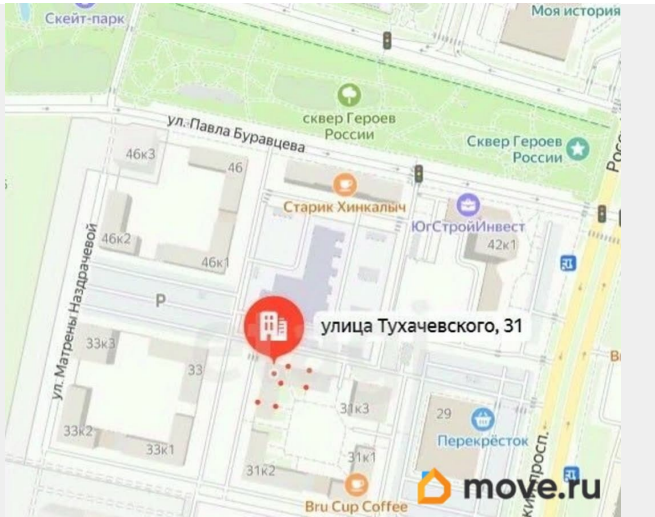 Скейт-парк
Моя история
ул. Павла Буравцева
сквер Героев
России
Сквер Героев
России
46к3
46
Старик Хинкалыч
ЮгСтройИнвест
42к1
46к2
46к1
ул. Матрены Наздрачевой
P
улица Тухачевского, 31
33к3
33
31к3
29
Перекрёсток
33к2
33к1
31к2
31к1
Bru Cup Coffee
move.ru